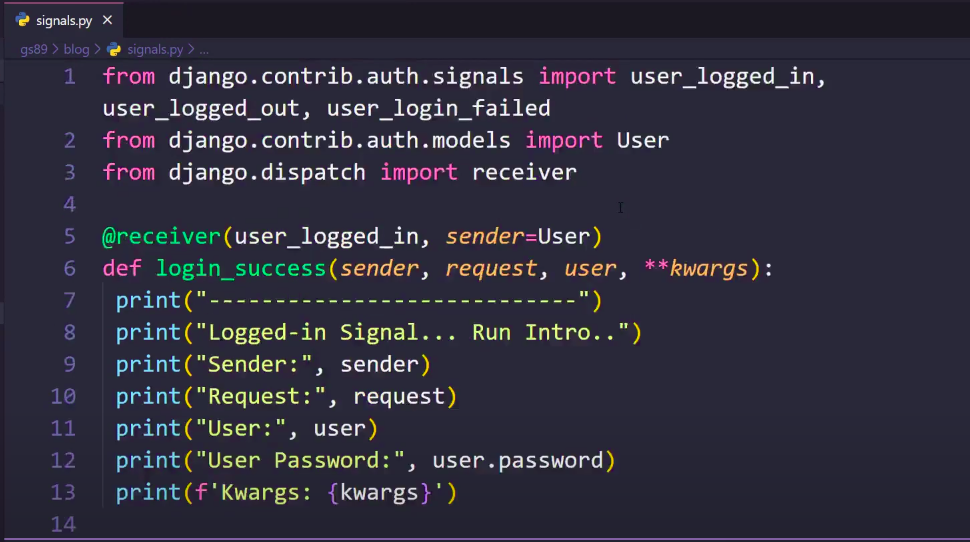 signals.py ×
gs89 > blog > signals.py > ...
1 from django.contrib.auth.signals import user_logged_in,
user_logged_out, user_login_failed
2 from django.contrib.auth.models import User
3 from django.dispatch import receiver
4
5 @receiver(user_logged_in, sender=User)
6 def login_success(sender, request, user, **kwargs):
7 print("----------------------------")
8 print("Logged-in Signal... Run Intro..")
9 print("Sender:", sender)
10 print("Request:", request)
11 print("User:", user)
12 print("User Password:", user.password)
13 print(f'Kwargs: {kwargs}')
14